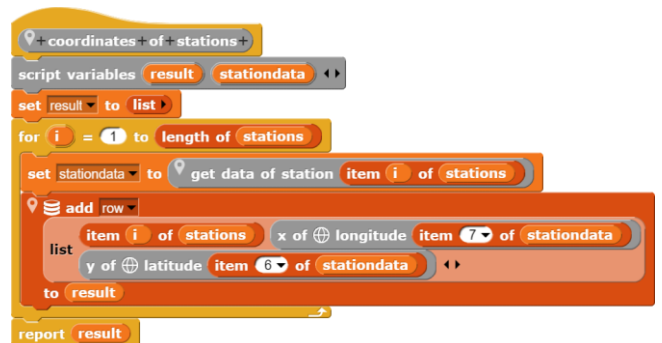 +coordinates+of+stations+
script variables result stationdata
set result to list
for i = 1 to length of stations
set stationdata to get data of station item i of stations
add row
list item i of stations x of longitude item 7 of stationdata
y of latitude item 6 of stationdata
to result
report result